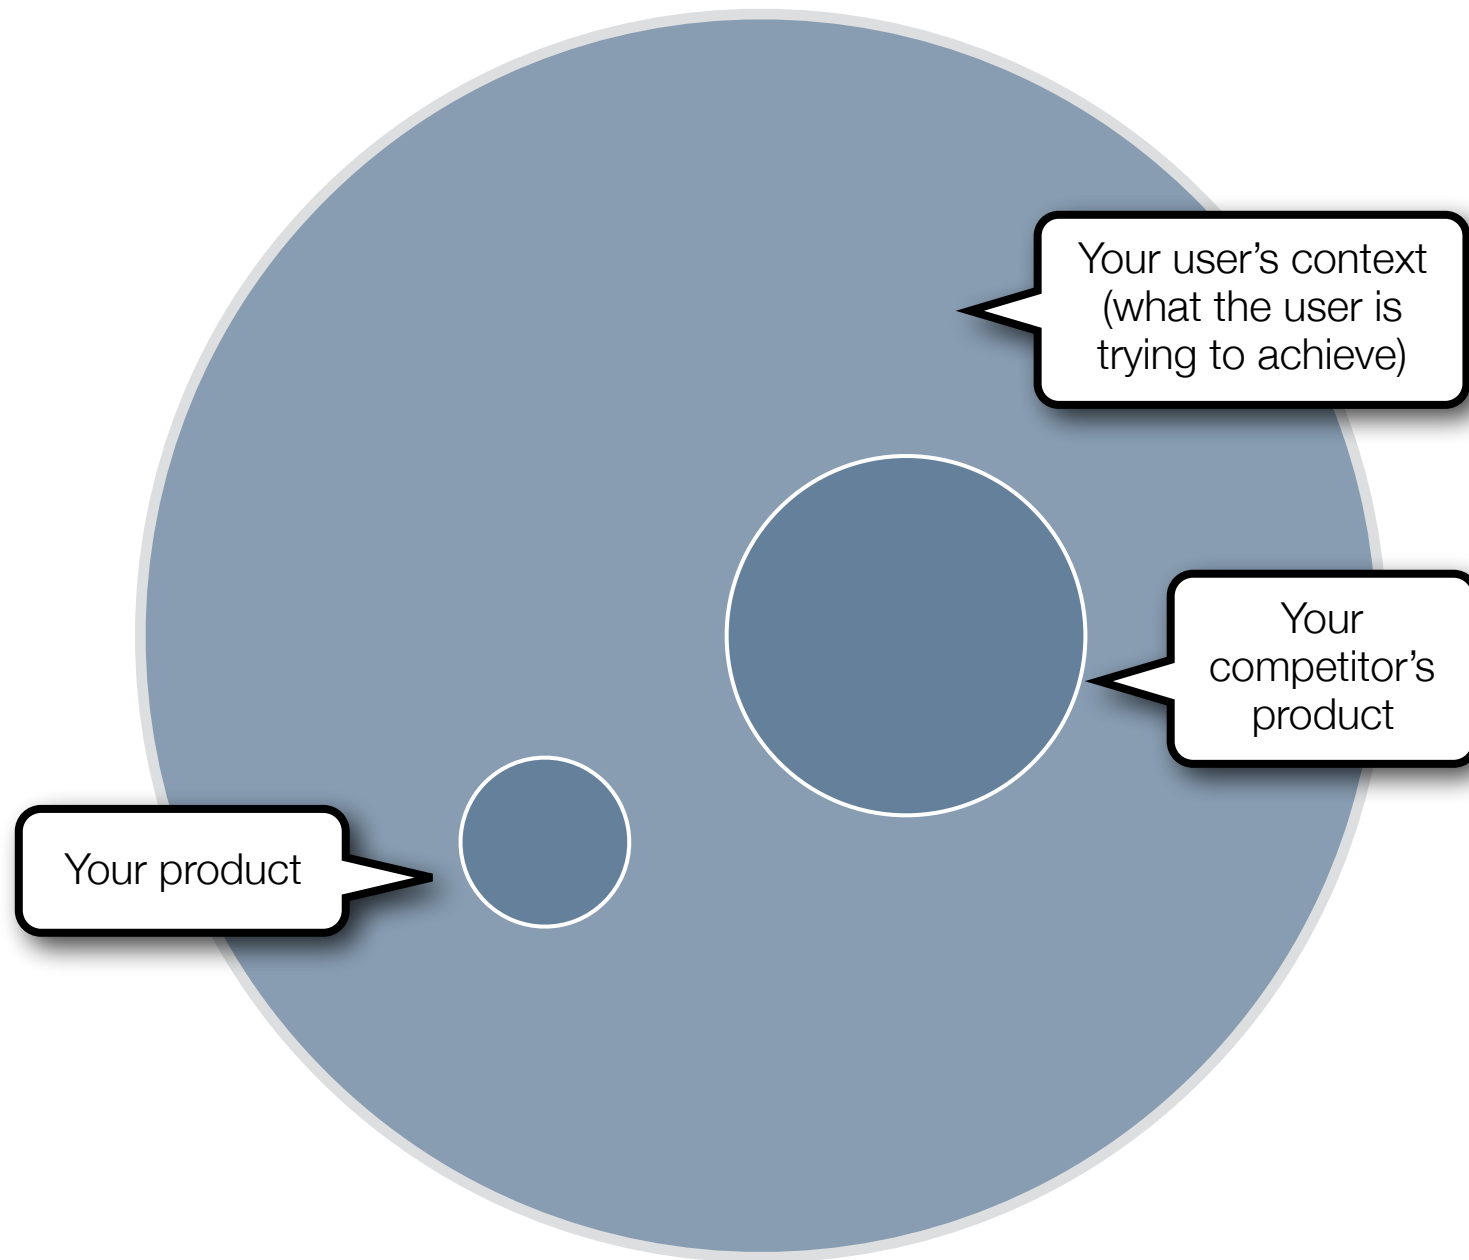 Your user’s context
(what the user is
trying to achieve)
Your
competitor’s
product
Your product